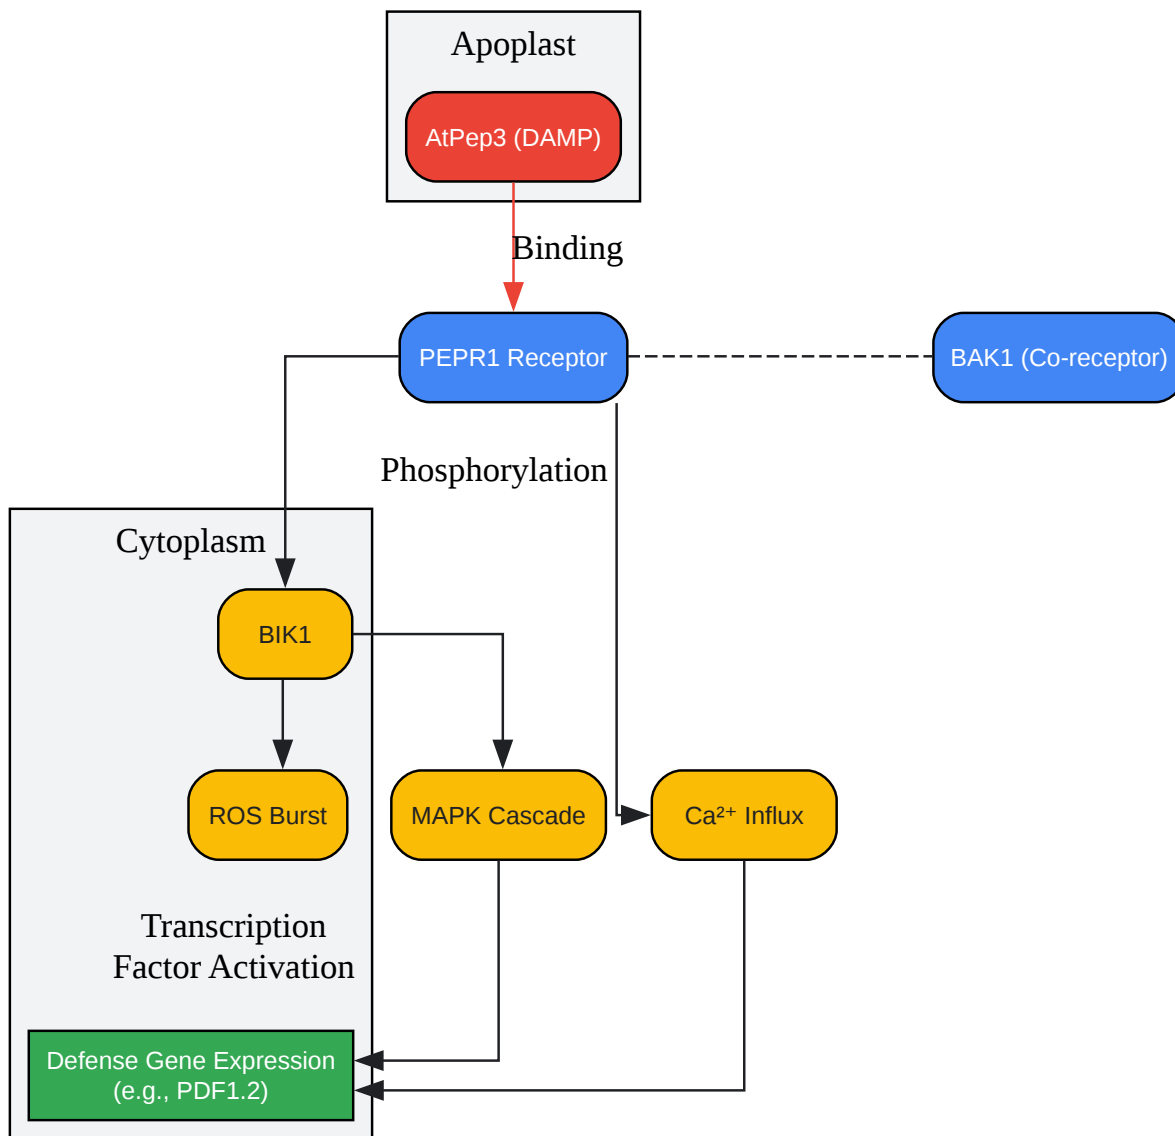 Apoplast
AtPep3 (DAMP)
Binding
PEPR1 Receptor
BAK1 (Co-receptor)
Phosphorylation
Cytoplasm
BIK1
ROS Burst
MAPK Cascade
Ca²⁺ Influx
Transcription
Factor Activation
Defense Gene Expression
(e.g., PDF1.2)